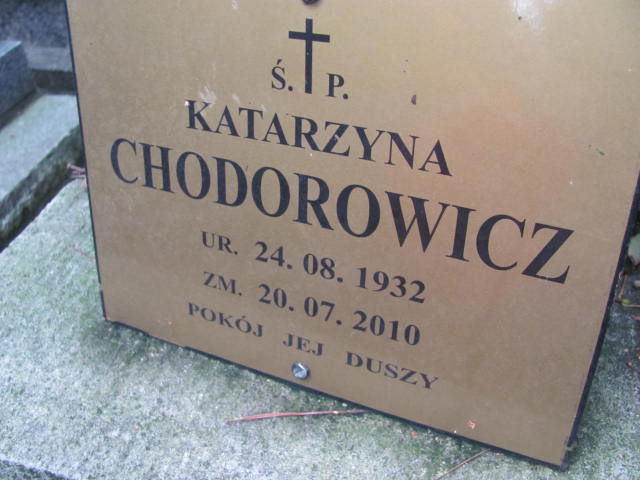 Ś. P.
KATARZYNA
CHODOROWICZ
UR. 24. 08. 1932
ZM. 20. 07. 2010
POKÓJ JEJ DUSZY